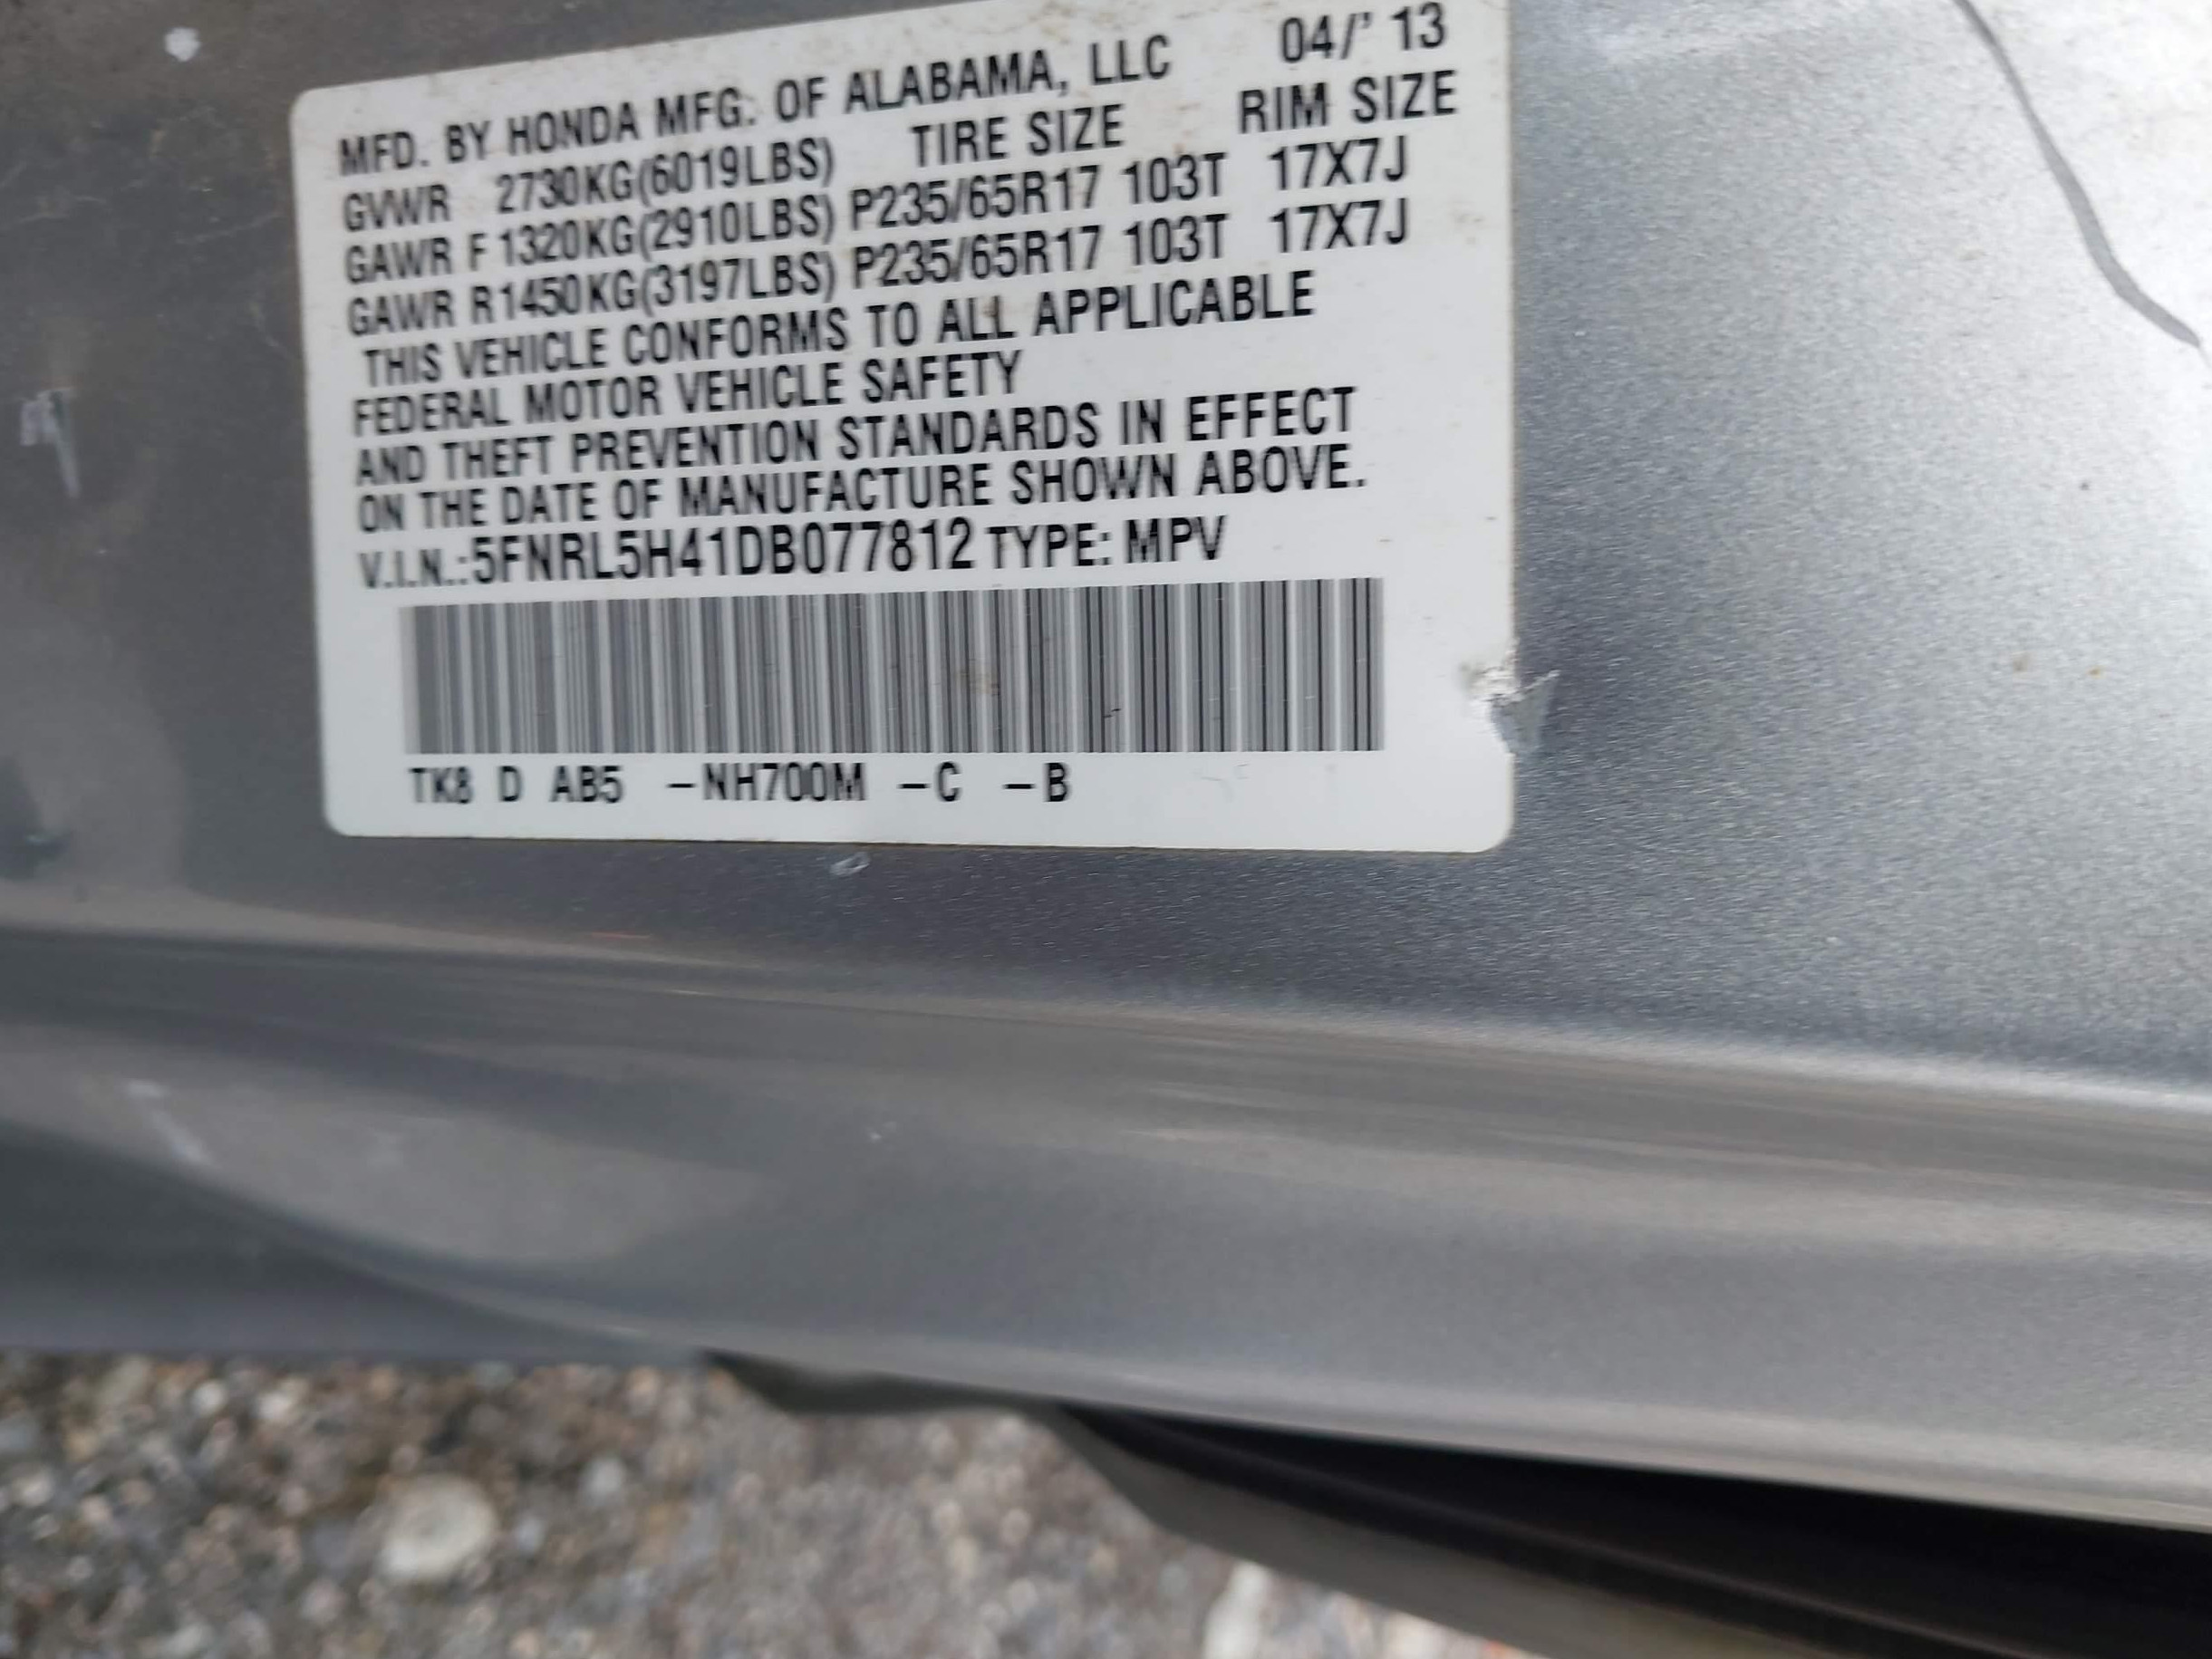 MFD. BY HONDA MFG. OF ALABAMA, LLC 04/' 13
GVWR 2730KG(6019LBS) TIRE SIZE RIM SIZE
GAWR F 1320KG(2910LBS) P235/65R17 103T 17X7J
GAWR R1450KG(3197LBS) P235/65R17 103T 17X7J
THIS VEHICLE CONFORMS TO ALL APPLICABLE
FEDERAL MOTOR VEHICLE SAFETY
AND THEFT PREVENTION STANDARDS IN EFFECT
ON THE DATE OF MANUFACTURE SHOWN ABOVE.
V.I.N.:5FNRL5H41DB077812 TYPE: MPV
TK8 D AB5 –NH700M –C –B